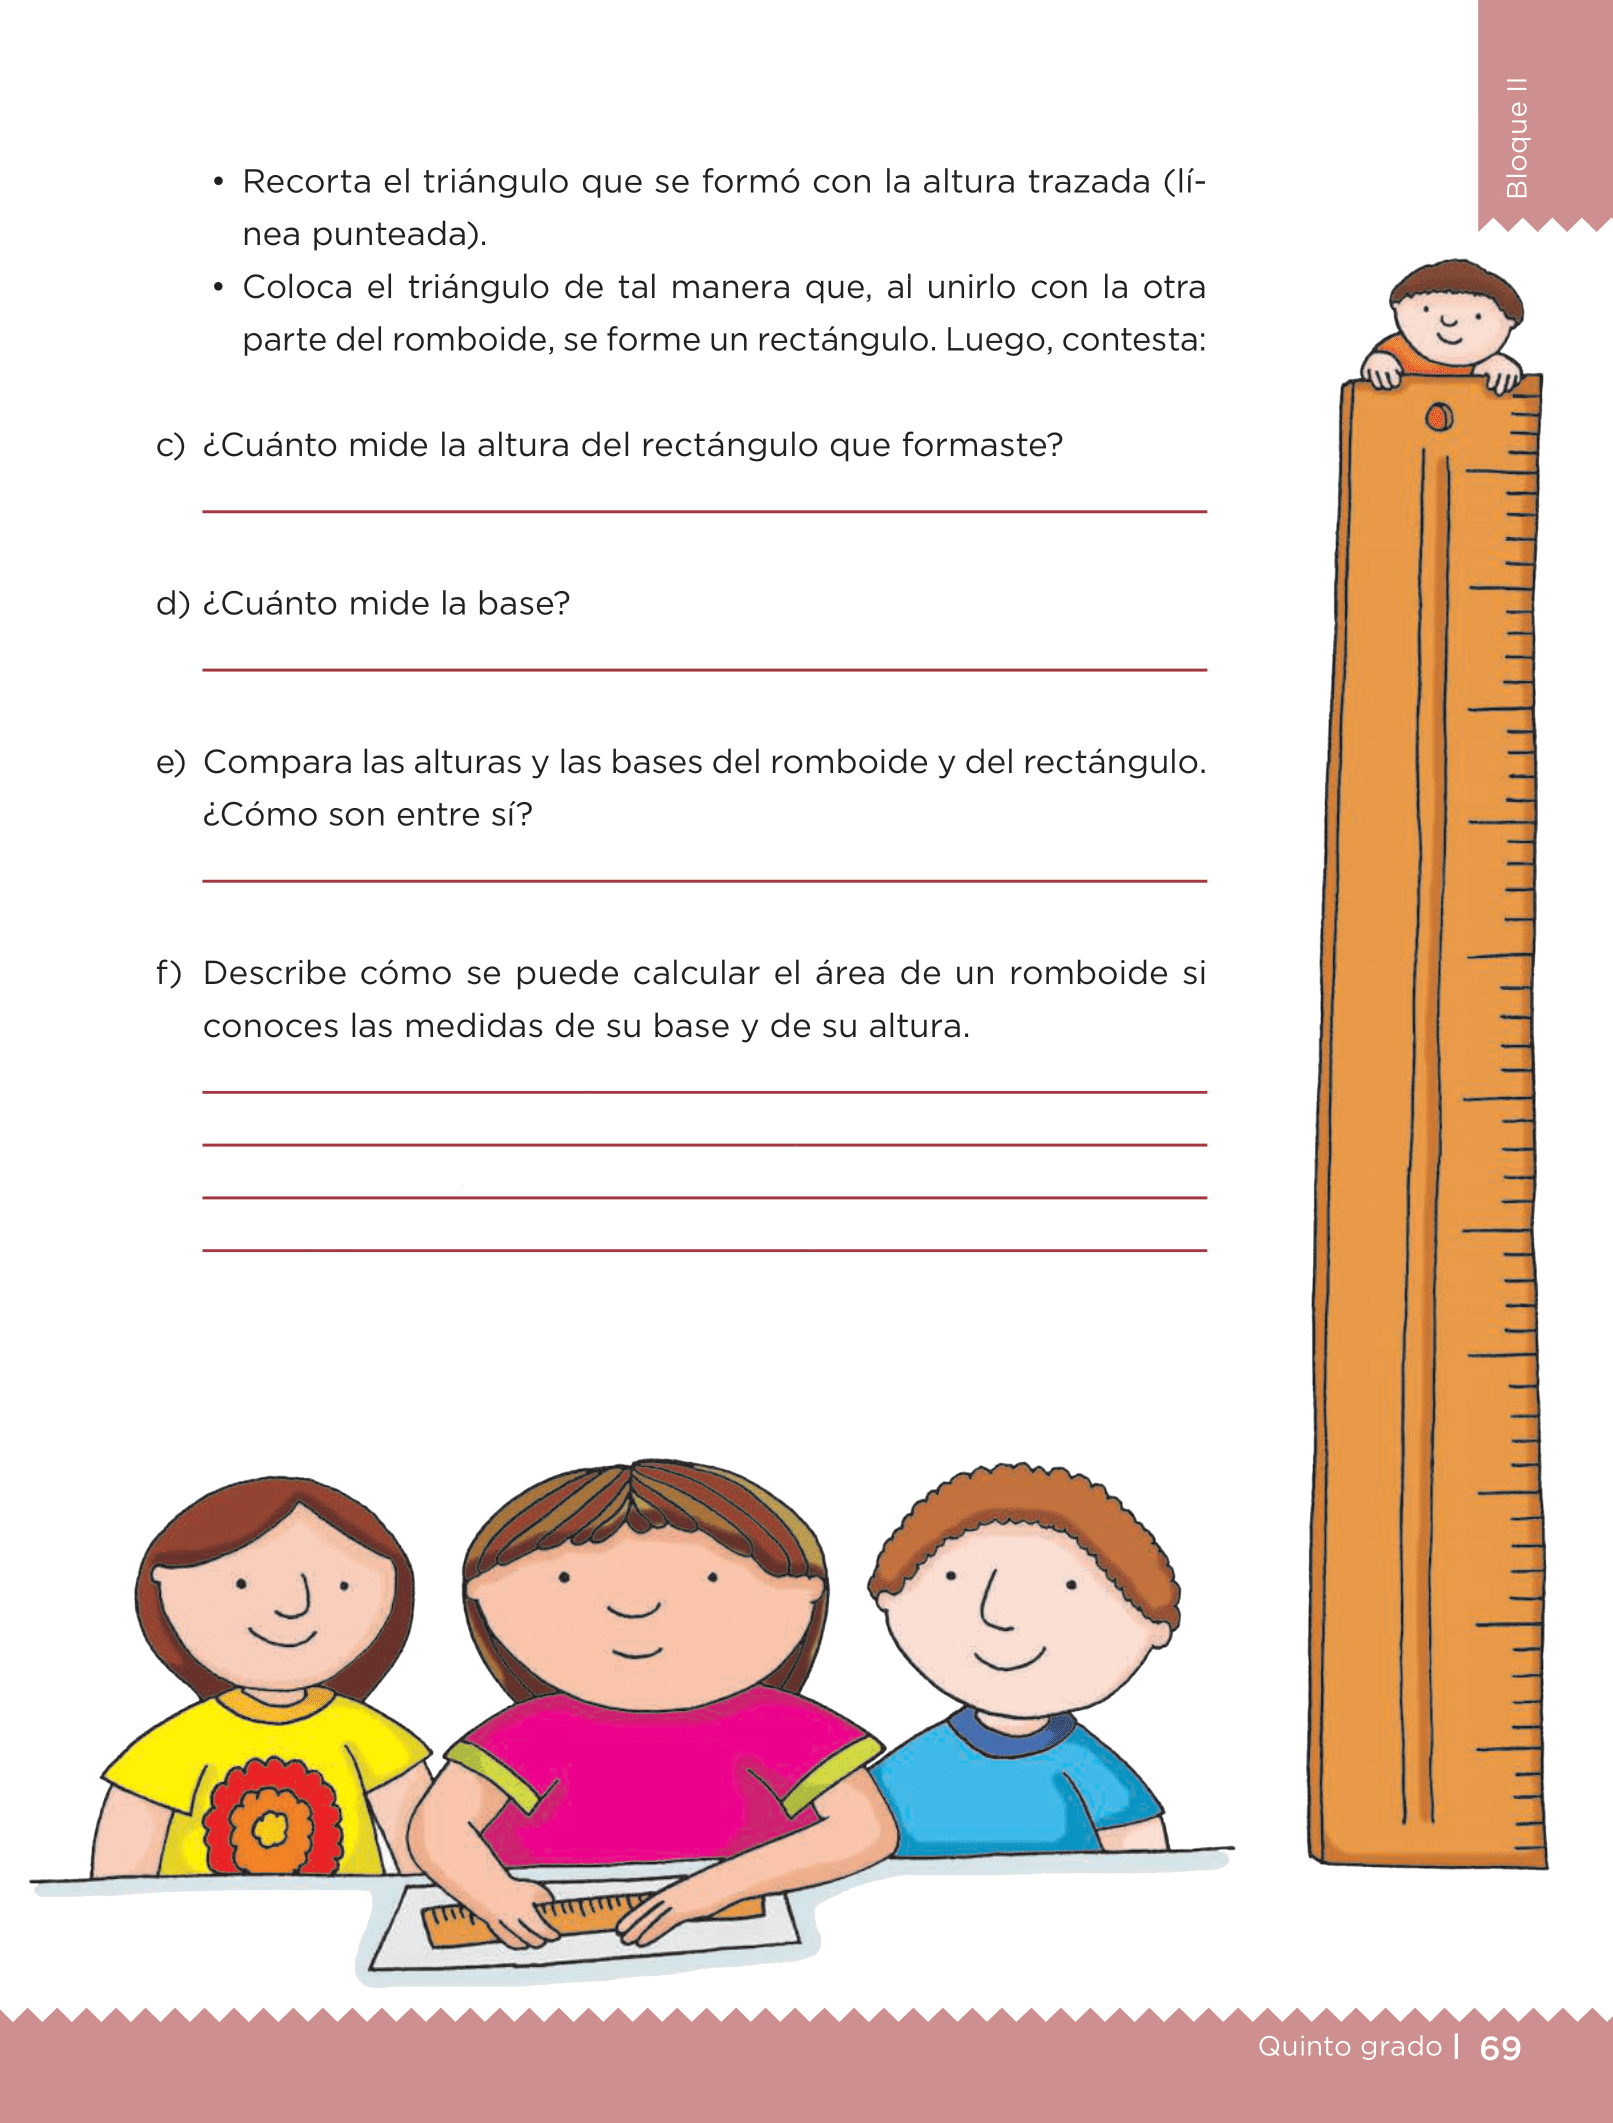 Bloque II
• Recorta el triángulo que se formó con la altura trazada (lí-
nea punteada).
• Coloca el triángulo de tal manera que, al unirlo con la otra
parte del romboide, se forme un rectángulo. Luego, contesta:
c) ¿Cuánto mide la altura del rectángulo que formaste?
d) ¿Cuánto mide la base?
e) Compara las alturas y las bases del romboide y del rectángulo.
¿Cómo son entre sí?
f) Describe cómo se puede calcular el área de un romboide si
conoces las medidas de su base y de su altura.
Quinto grado | 69